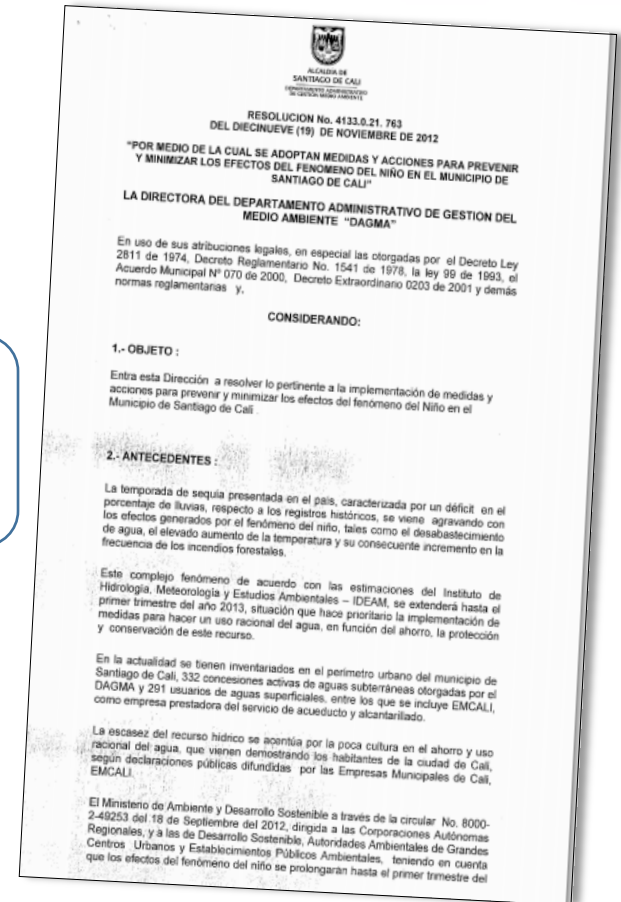 ALCALDIA DE
SANTIAGO DE CALI
DEPARTAMENTO ADMINISTRATIVO
DE GESTION MEDIO AMBIENTE
RESOLUCION No. 4133.0.21. 763
DEL DIECINUEVE (19) DE NOVIEMBRE DE 2012
"POR MEDIO DE LA CUAL SE ADOPTAN MEDIDAS Y ACCIONES PARA PREVENIR
Y MINIMIZAR LOS EFECTOS DEL FENOMENO DEL NIÑO EN EL MUNICIPIO DE
SANTIAGO DE CALI"
LA DIRECTORA DEL DEPARTAMENTO ADMINISTRATIVO DE GESTION DEL
MEDIO AMBIENTE "DAGMA"
En uso de sus atribuciones legales, en especial las otorgadas por el Decreto Ley
2811 de 1974, Decreto Reglamentario No. 1541 de 1978, la ley 99 de 1993, el
Acuerdo Municipal Nº 070 de 2000, Decreto Extraordinario 0203 de 2001 y demás
normas reglamentarias y,
CONSIDERANDO:
1.- OBJETO :
Entra esta Dirección a resolver lo pertinente a la implementación de medidas y
acciones para prevenir y minimizar los efectos del fenómeno del Niño en el
Municipio de Santiago de Cali
2.- ANTECEDENTES :
La temporada de sequía presentada en el país, caracterizada por un déficit en el
porcentaje de lluvias, respecto a los registros históricos, se viene agravando con
los efectos generados por el fenómeno del niño, tales como el desabastecimiento
de agua, el elevado aumento de la temperatura y su consecuente incremento en la
frecuencia de los incendios forestales.
Este complejo fenómeno de acuerdo con las estimaciones del Instituto de
Hidrología, Meteorología y Estudios Ambientales – IDEAM, se extenderá hasta el
primer trimestre del año 2013, situación que hace prioritario la implementación de
medidas para hacer un uso racional del agua, en función del ahorro, la protección
y conservación de este recurso.
En la actualidad se tienen inventariados en el perímetro urbano del municipio de
Santiago de Cali, 332 concesiones activas de aguas subterráneas otorgadas por el
DAGMA y 291 usuarios de aguas superficiales, entre los que se incluye EMCALI,
como empresa prestadora del servicio de acueducto y alcantarillado.
La escasez del recurso hídrico se acentúa por la poca cultura en el ahorro y uso
racional del agua, que vienen demostrando los habitantes de la ciudad de Cali,
según declaraciones públicas difundidas por las Empresas Municipales de Cali,
EMCALI.
El Ministerio de Ambiente y Desarrollo Sostenible a través de la circular No. 8000-
2-49253 del 18 de Septiembre del 2012, dirigida a las Corporaciones Autónomas
Regionales, y a las de Desarrollo Sostenible, Autoridades Ambientales de Grandes
Centros Urbanos y Establecimientos Públicos Ambientales, teniendo en cuenta
que los efectos del fenómeno del niño se prolongarán hasta el primer trimestre del